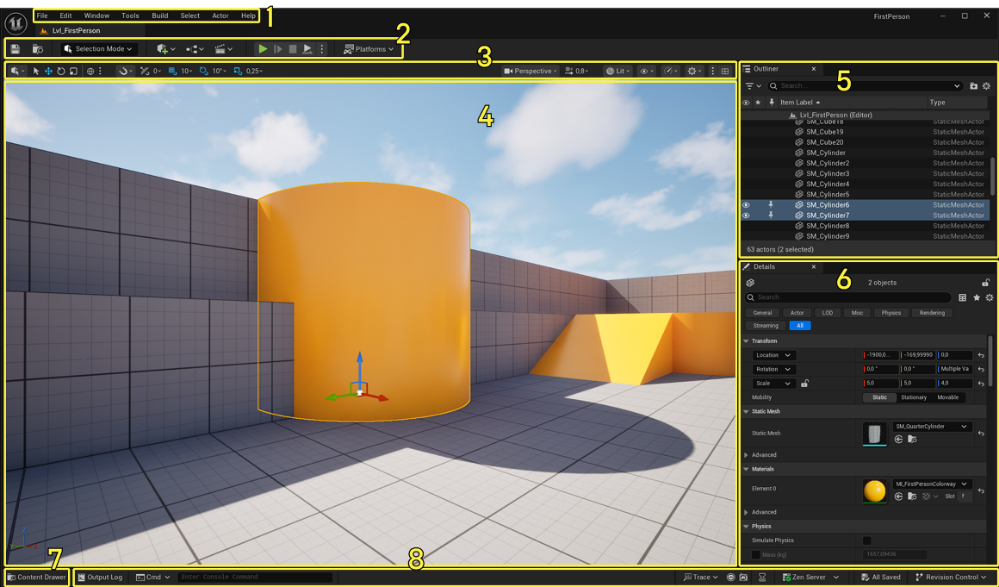 File Edit Window Tools Build Select Actor Help 1
FirstPerson
Lvl_FirstPerson
Selection Mode Platforms 2
3
0 10 10° 0,25 Perspective 0,8 Lit
4
Outliner
5
Search...
Item Label Type
Lvl_FirstPerson (Editor)
SM_Cube18 StaticMeshActor
SM_Cube19 StaticMeshActor
SM_Cube20 StaticMeshActor
SM_Cylinder StaticMeshActor
SM_Cylinder2 StaticMeshActor
SM_Cylinder3 StaticMeshActor
SM_Cylinder4 StaticMeshActor
SM_Cylinder5 StaticMeshActor
SM_Cylinder6 StaticMeshActor
SM_Cylinder7 StaticMeshActor
SM_Cylinder8 StaticMeshActor
SM_Cylinder9 StaticMeshActor
63 actors (2 selected)
Details
6
2 objects
Search
General Actor LOD Misc Physics Rendering
Streaming All
Transform
Location -1900,0... -169,99990 0,0
Rotation 0,0 ° 0,0 ° Multiple Va
Scale 5,0 5,0 4,0
Mobility Static Stationary Movable
Static Mesh
Static Mesh SM_QuarterCylinder
Advanced
Materials
Element 0 MI_FirstPersonColorway
Slot
Advanced
Physics
Simulate Physics
Mass (kg) 1657,09436
7
8
Content Drawer Output Log Cmd Enter Console Command Trace Zen Server All Saved Revision Control